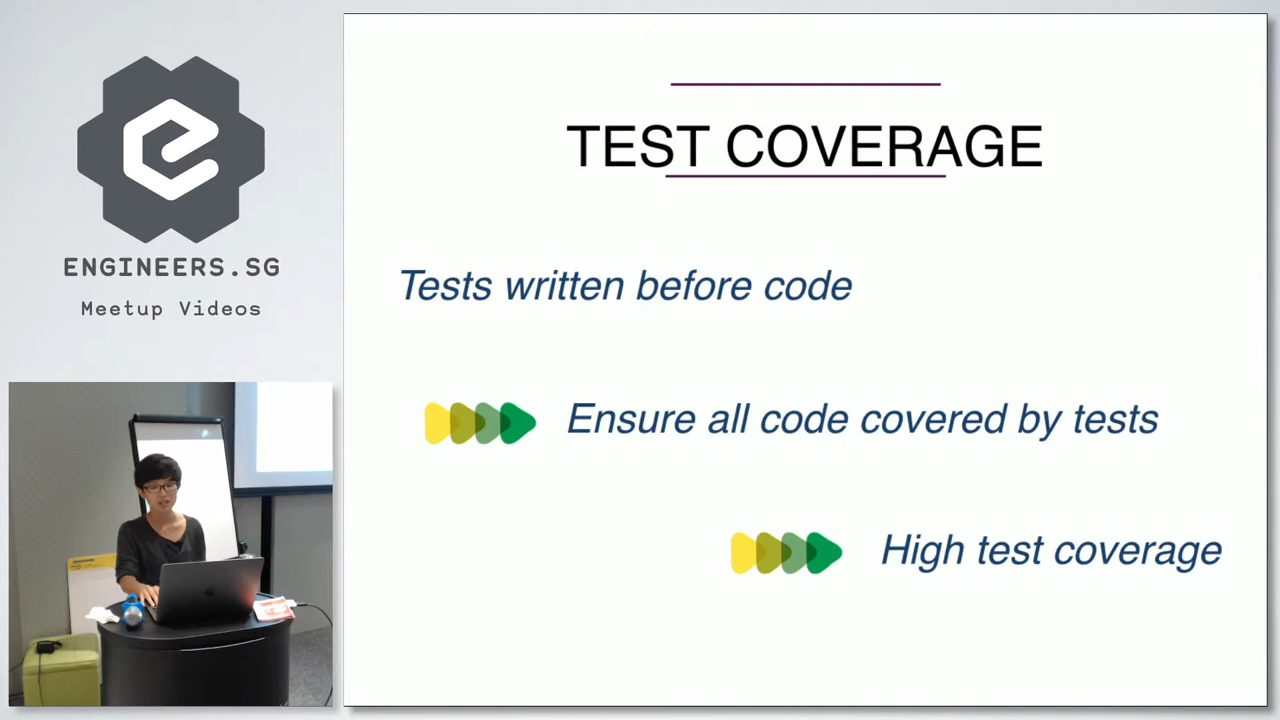 ENGINEERS.SG
Meetup Videos
TEST COVERAGE
Tests written before code
Ensure all code covered by tests
High test coverage